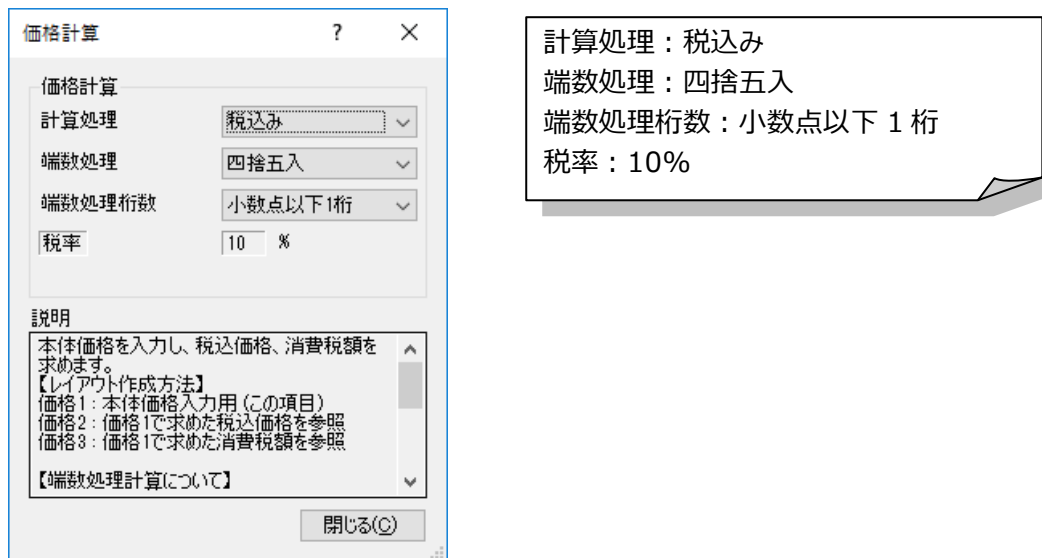 価格計算 ? ×
価格計算
計算処理 税込み
端数処理 四捨五入
端数処理桁数 小数点以下1桁
税率 10 %
説明
本体価格を入力し、税込価格、消費税額を
求めます。
【レイアウト作成方法】
価格1：本体価格入力用（この項目）
価格2：価格1で求めた税込価格を参照
価格3：価格1で求めた消費税額を参照
【端数処理計算について】
閉じる(C)
計算処理：税込み
端数処理：四捨五入
端数処理桁数：小数点以下 1 桁
税率：10%